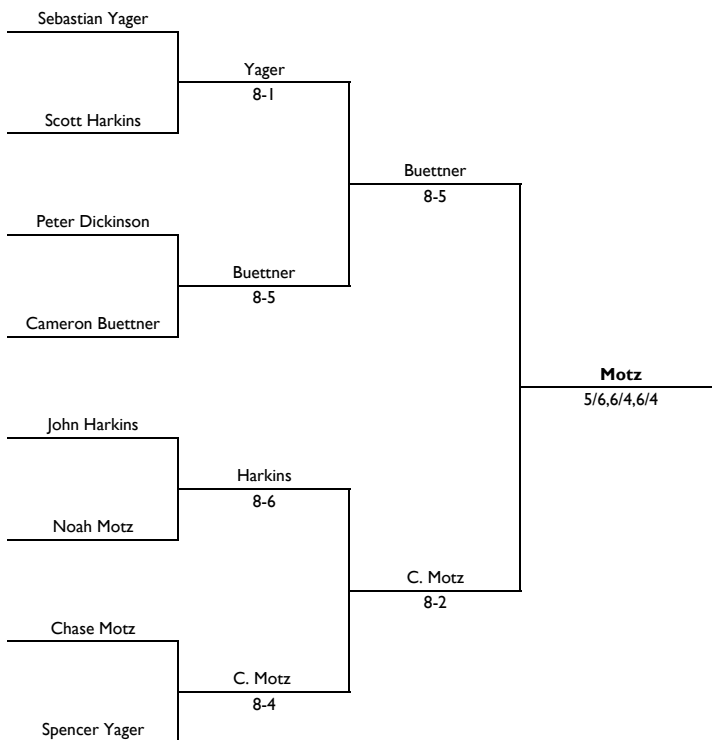 Sebastian Yager
Yager
8-1
Scott Harkins
Buettner
8-5
Peter Dickinson
Buettner
8-5
Cameron Buettner
Motz
5/6,6/4,6/4
John Harkins
Harkins
8-6
Noah Motz
C. Motz
8-2
Chase Motz
C. Motz
8-4
Spencer Yager